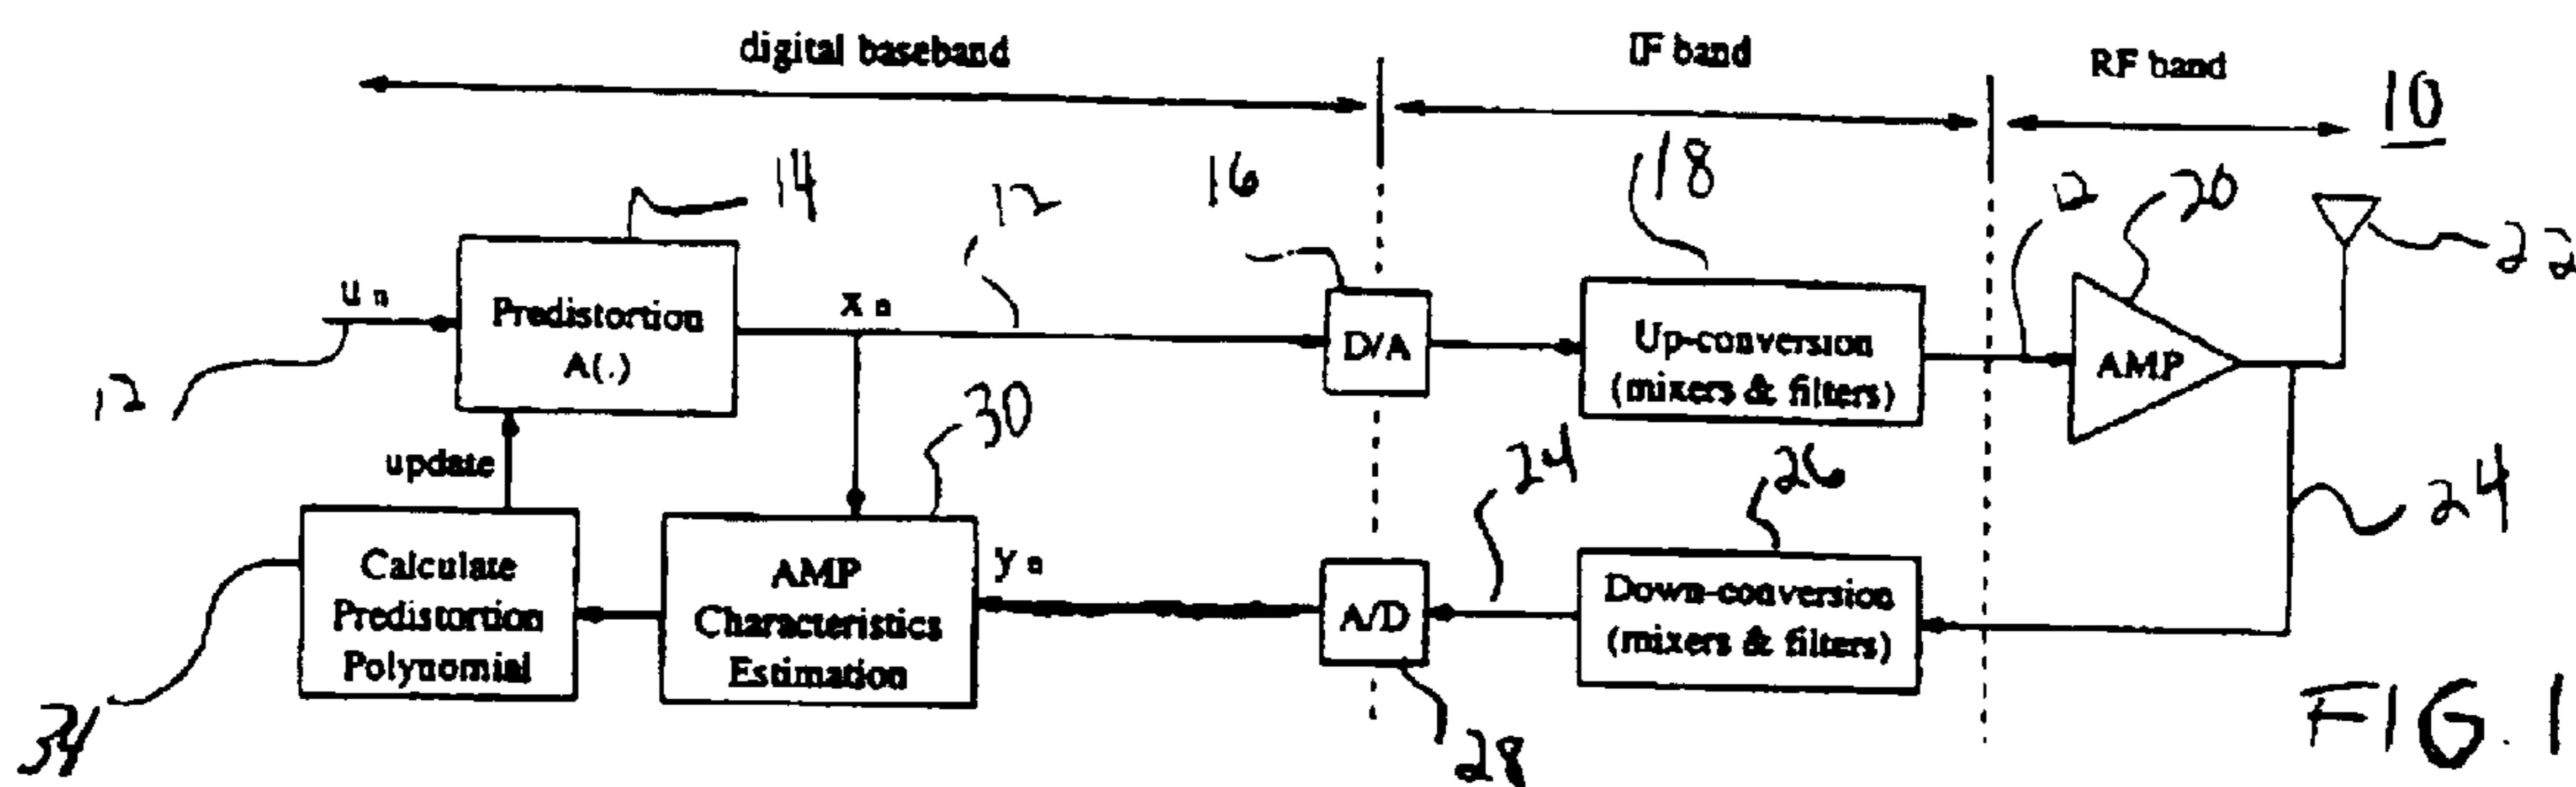 digital baseband
IF band
RF band
10
14
12
16
18
12
20
22
u n
Predistortion
A(.)
x n
D/A
Up-conversion
(mixers & filters)
AMP
12
30
update
24
26
24
Calculate
Predistortion
Polynomial
AMP
Characteristics
Estimation
y n
A/D
Down-conversion
(mixers & filters)
34
28
FIG. 1